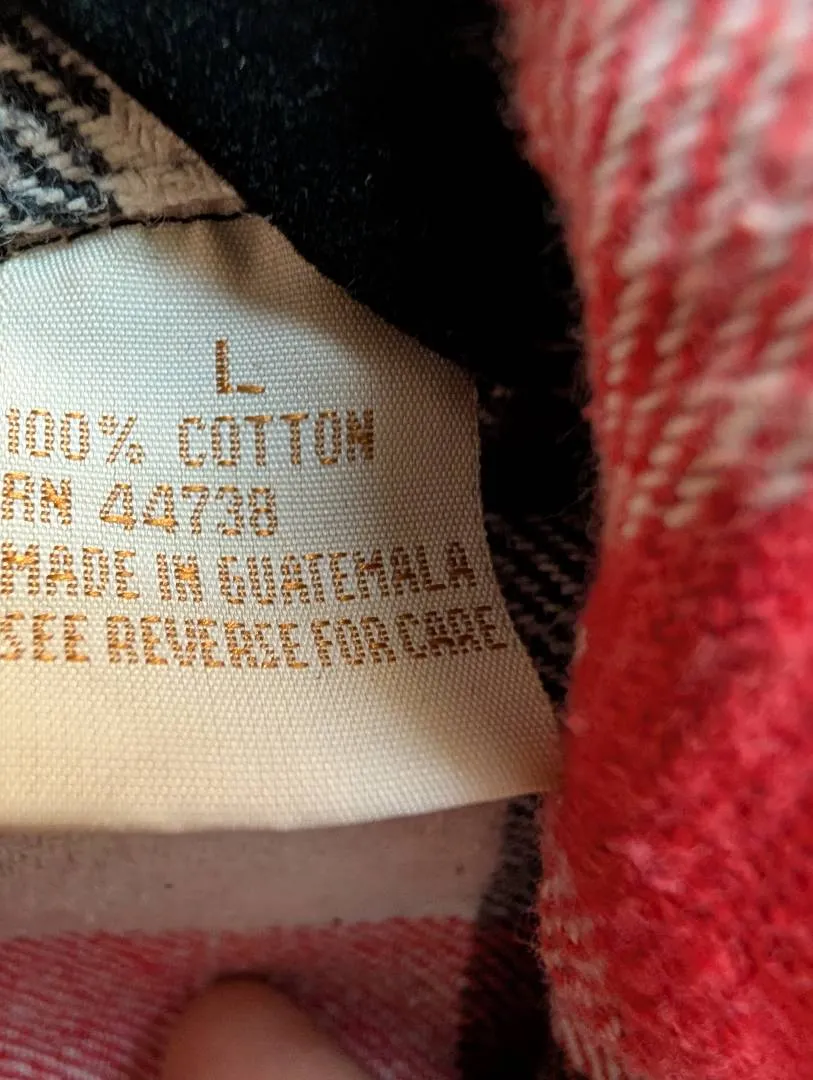 L
100% COTTON
RN 44738
MADE IN GUATEMALA
SEE REVERSE FOR CARE